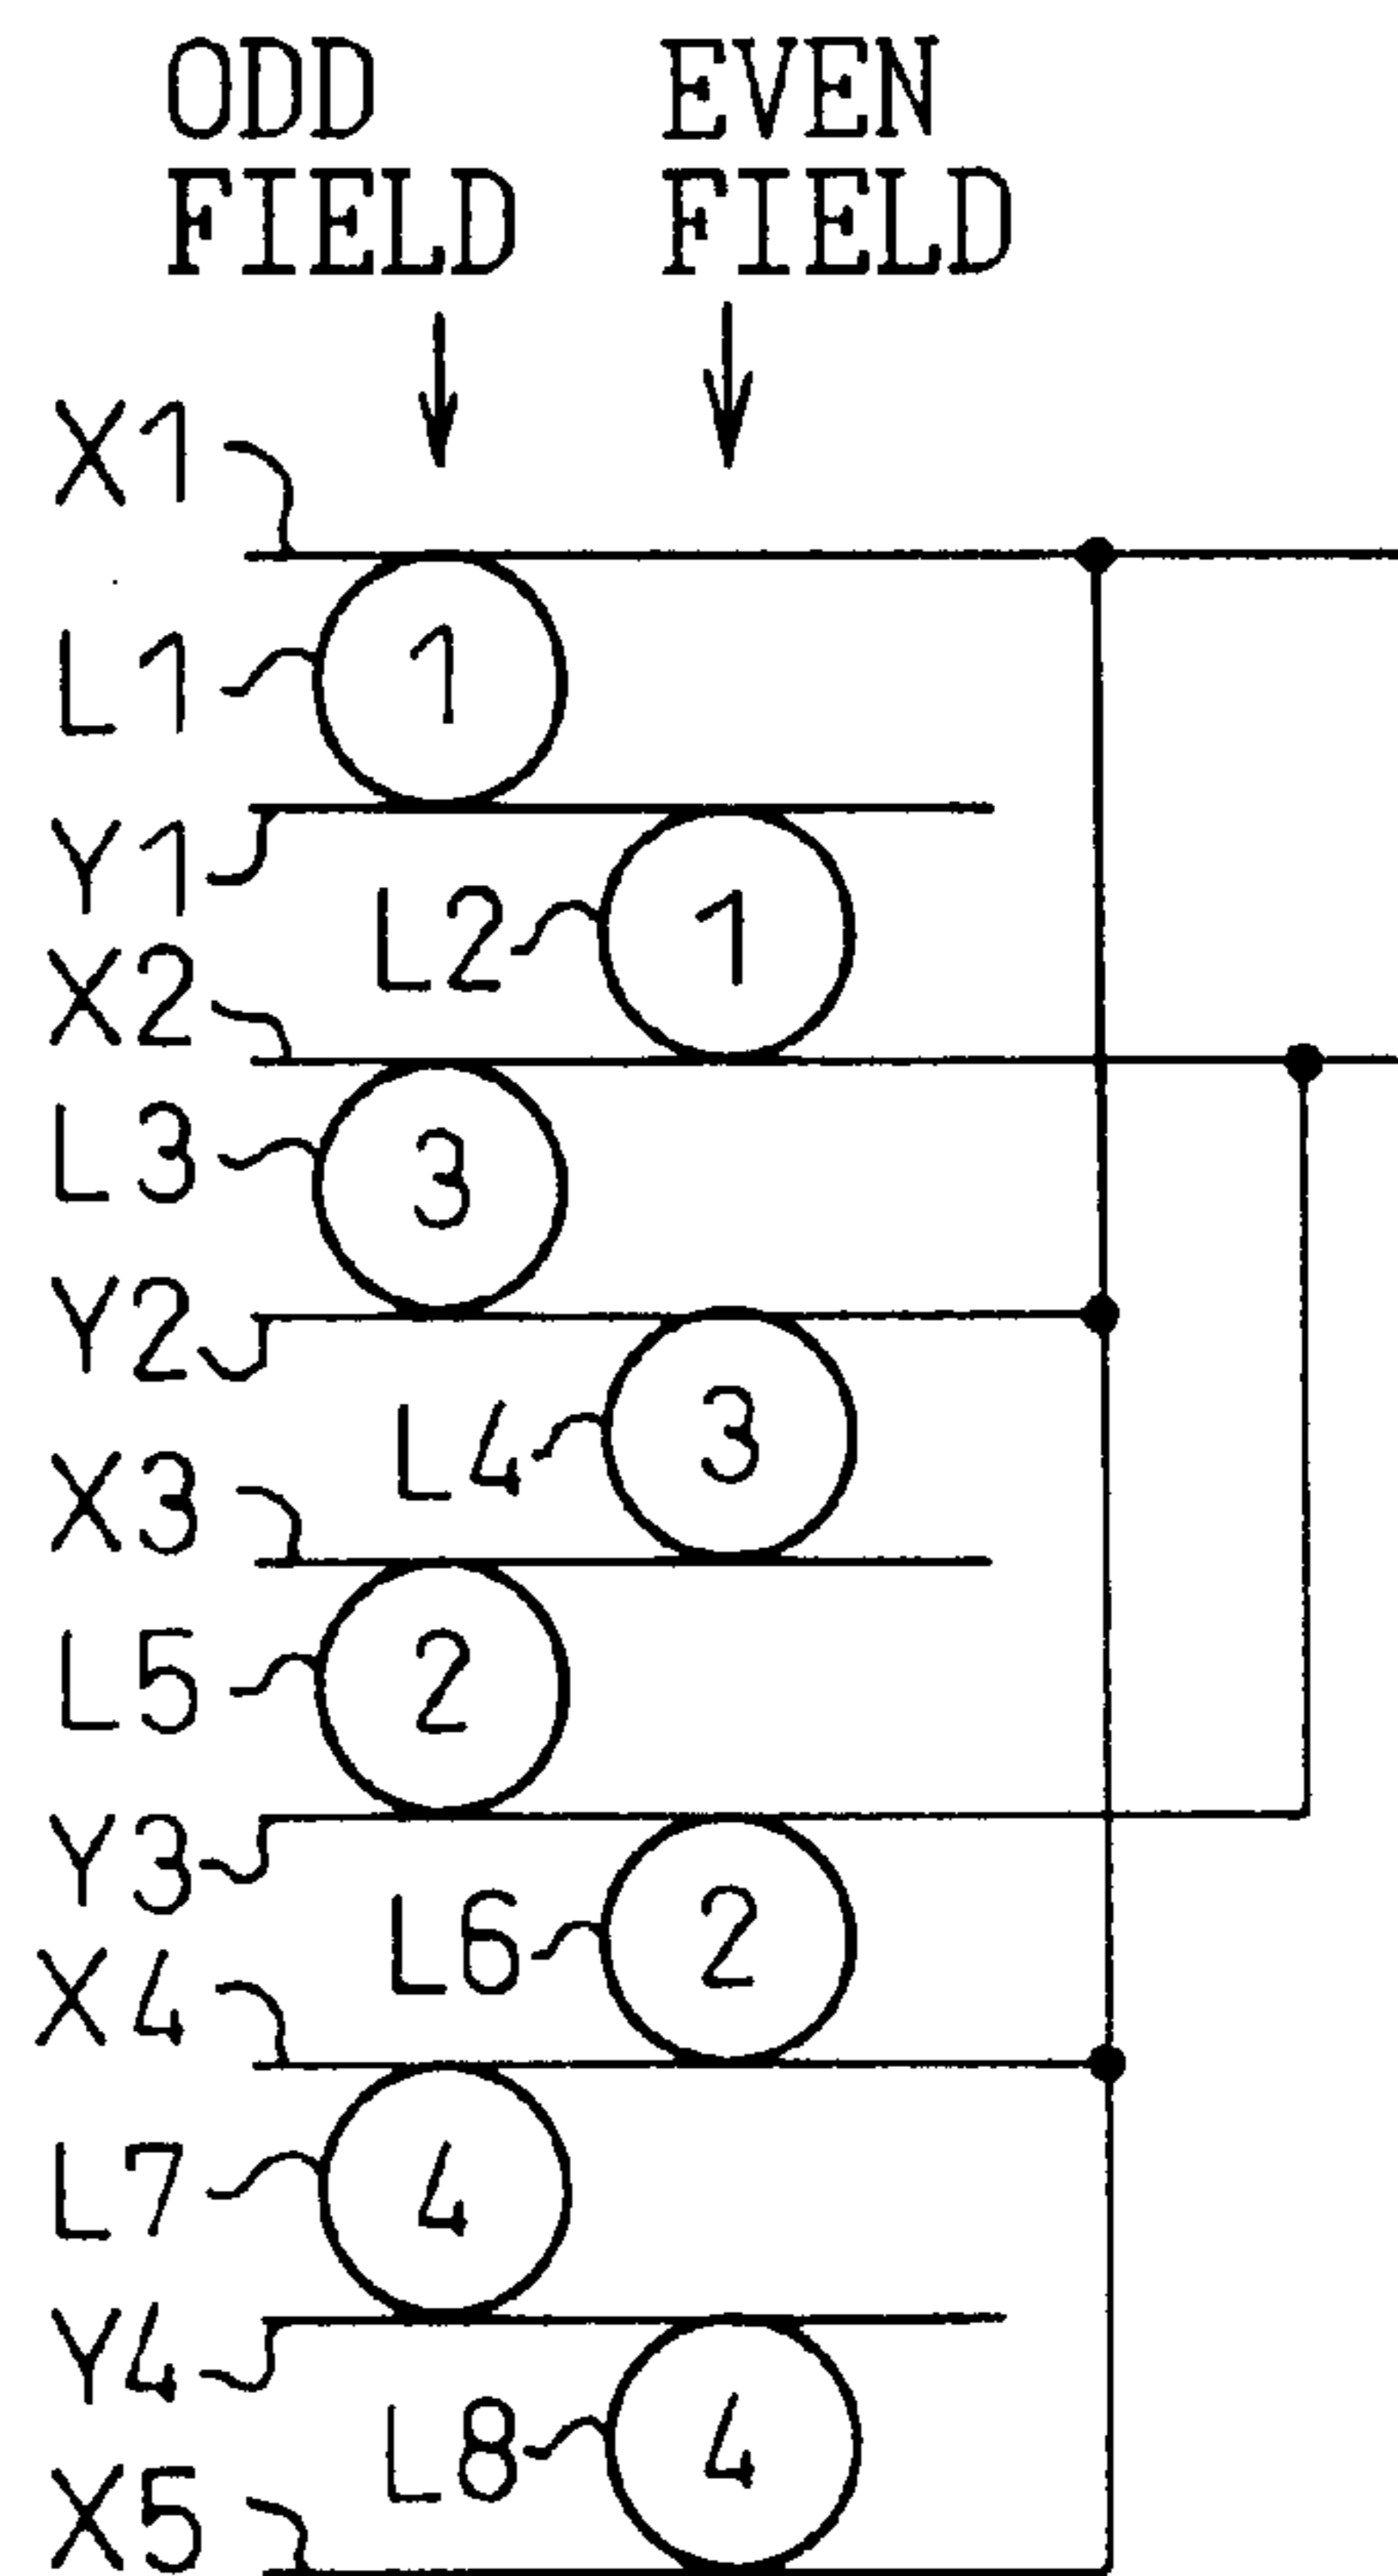 ODD EVEN
FIELD FIELD
X1
L1 1
Y1
L2 1
X2
L3 3
Y2
L4 3
X3
L5 2
Y3
L6 2
X4
L7 4
Y4
L8 4
X5